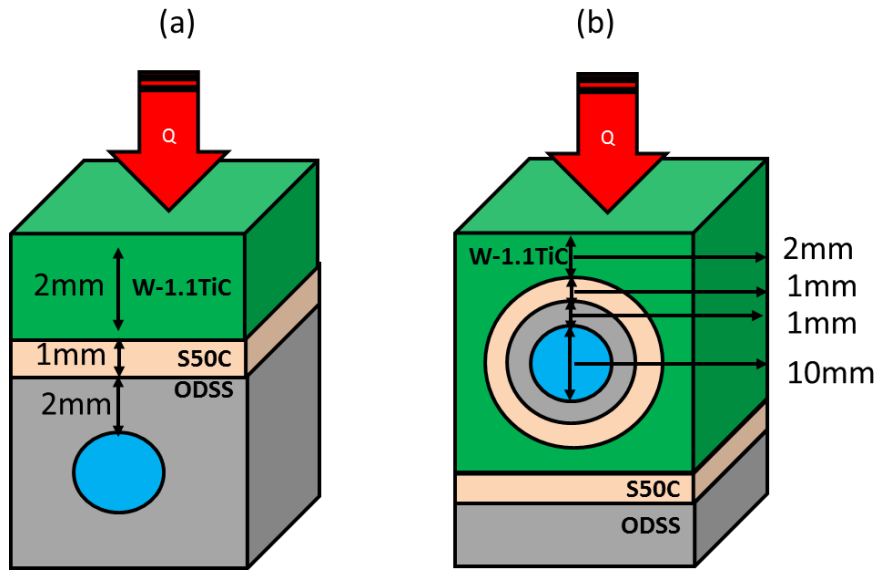 (a)
Q
2mm
W-1.1TiC
1mm
S50C
ODSS
2mm
(b)
Q
W-1.1TiC
2mm
1mm
1mm
10mm
S50C
ODSS